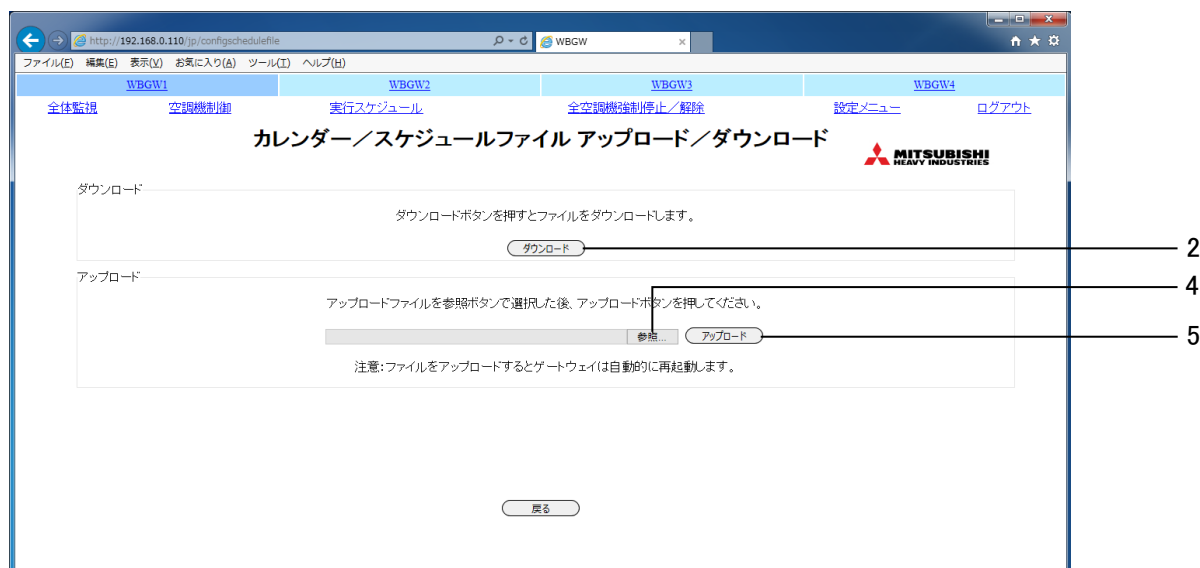 http://192.168.0.110/jp/configschedulefile
WBGW
ファイル(F) 編集(E) 表示(V) お気に入り(A) ツール(T) ヘルプ(H)
WBGW1 WBGW2 WBGW3 WBGW4
全体監視 空調機制御 実行スケジュール 全空調機強制停止／解除 設定メニュー ログアウト
カレンダー／スケジュールファイル アップロード／ダウンロード
MITSUBISHI
HEAVY INDUSTRIES
ダウンロード
ダウンロードボタンを押すとファイルをダウンロードします。
ダウンロード
2
アップロード
4
アップロードファイルを参照ボタンで選択した後、アップロードボタンを押してください。
参照... アップロード
5
注意：ファイルをアップロードするとゲートウェイは自動的に再起動します。
戻る